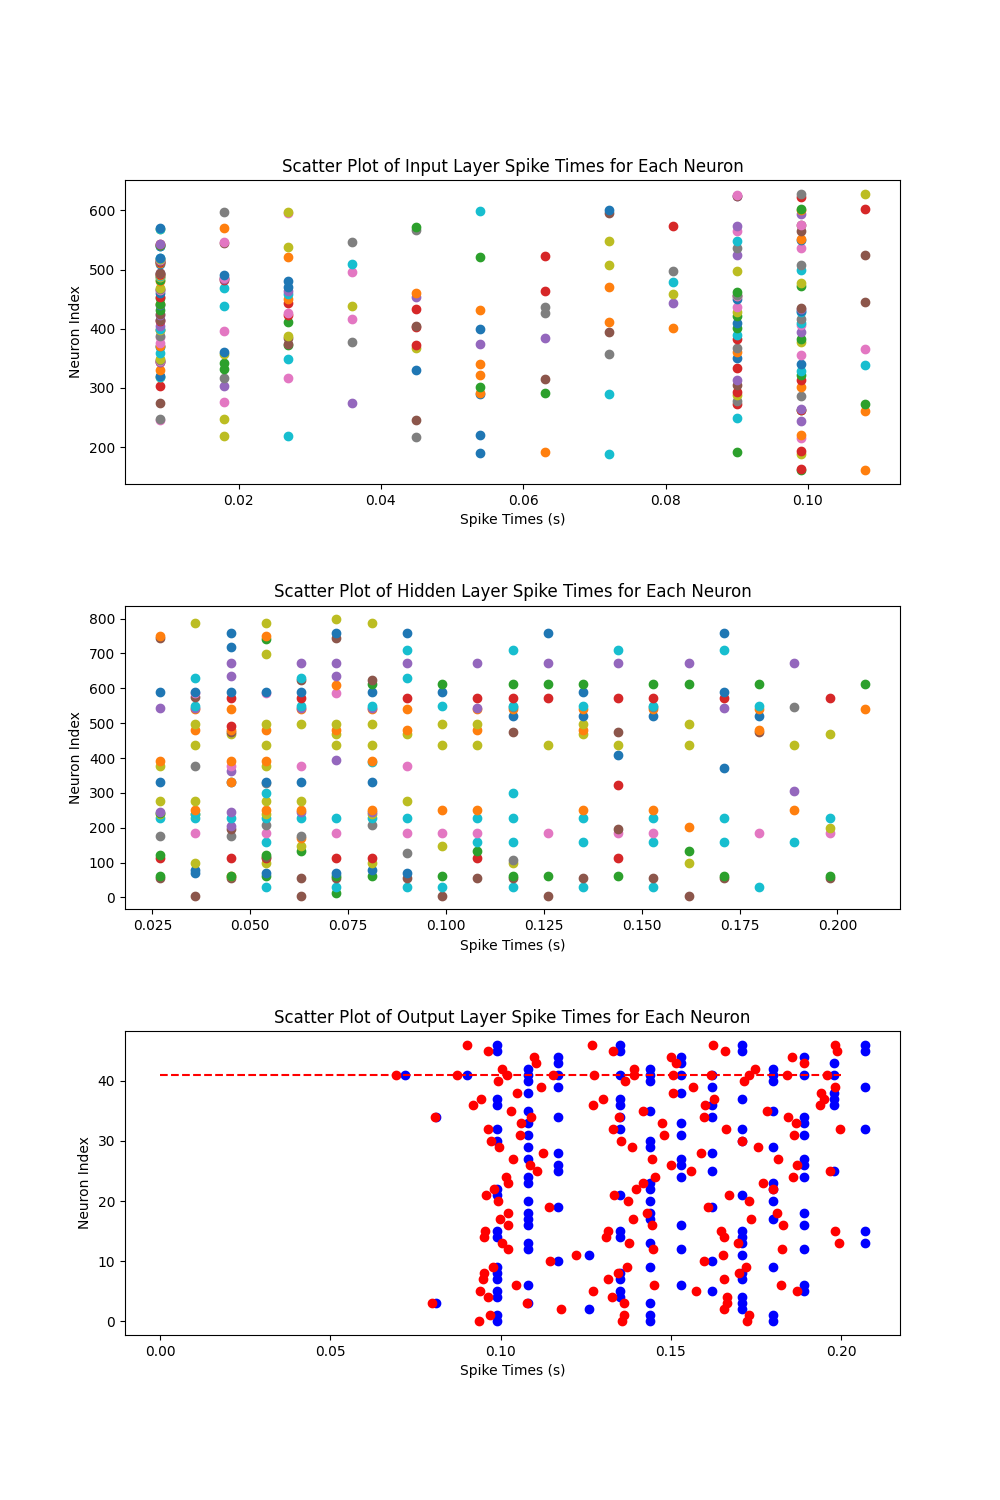 Scatter Plot of Input Layer Spike Times for Each Neuron
Neuron Index
600
500
400
300
200
0.02 0.04 0.06 0.08 0.10
Spike Times (s)
Scatter Plot of Hidden Layer Spike Times for Each Neuron
Neuron Index
800
700
600
500
400
300
200
100
0
0.025 0.050 0.075 0.100 0.125 0.150 0.175 0.200
Spike Times (s)
Scatter Plot of Output Layer Spike Times for Each Neuron
Neuron Index
40
30
20
10
0
0.00 0.05 0.10 0.15 0.20
Spike Times (s)